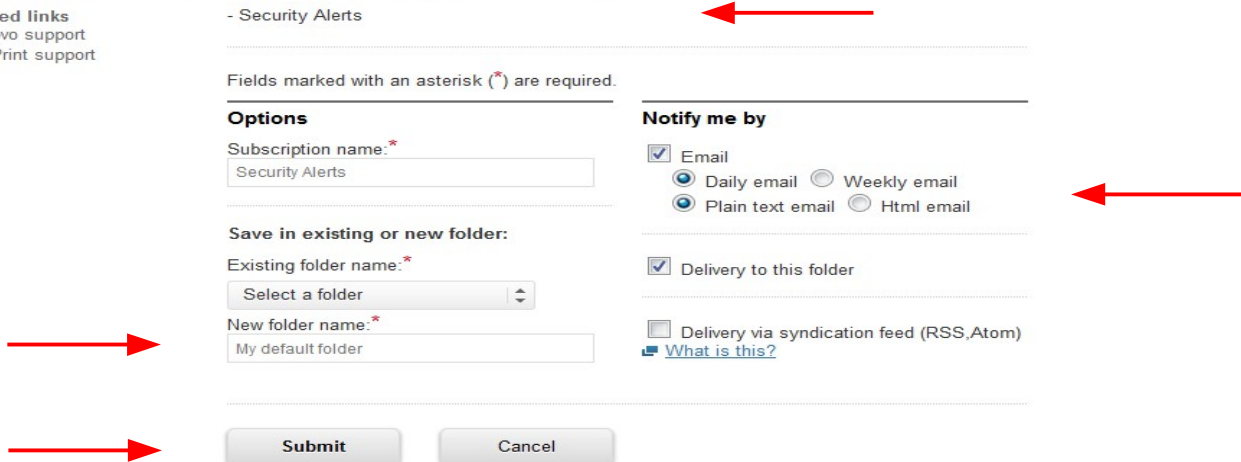 ed links
vo support
Print support
- Security Alerts
Fields marked with an asterisk (*) are required.
Options
Subscription name:*
Security Alerts
Save in existing or new folder:
Existing folder name:*
Select a folder
New folder name:*
My default folder
Notify me by
Email
Daily email Weekly email
Plain text email Html email
Delivery to this folder
Delivery via syndication feed (RSS,Atom)
What is this?
Submit Cancel